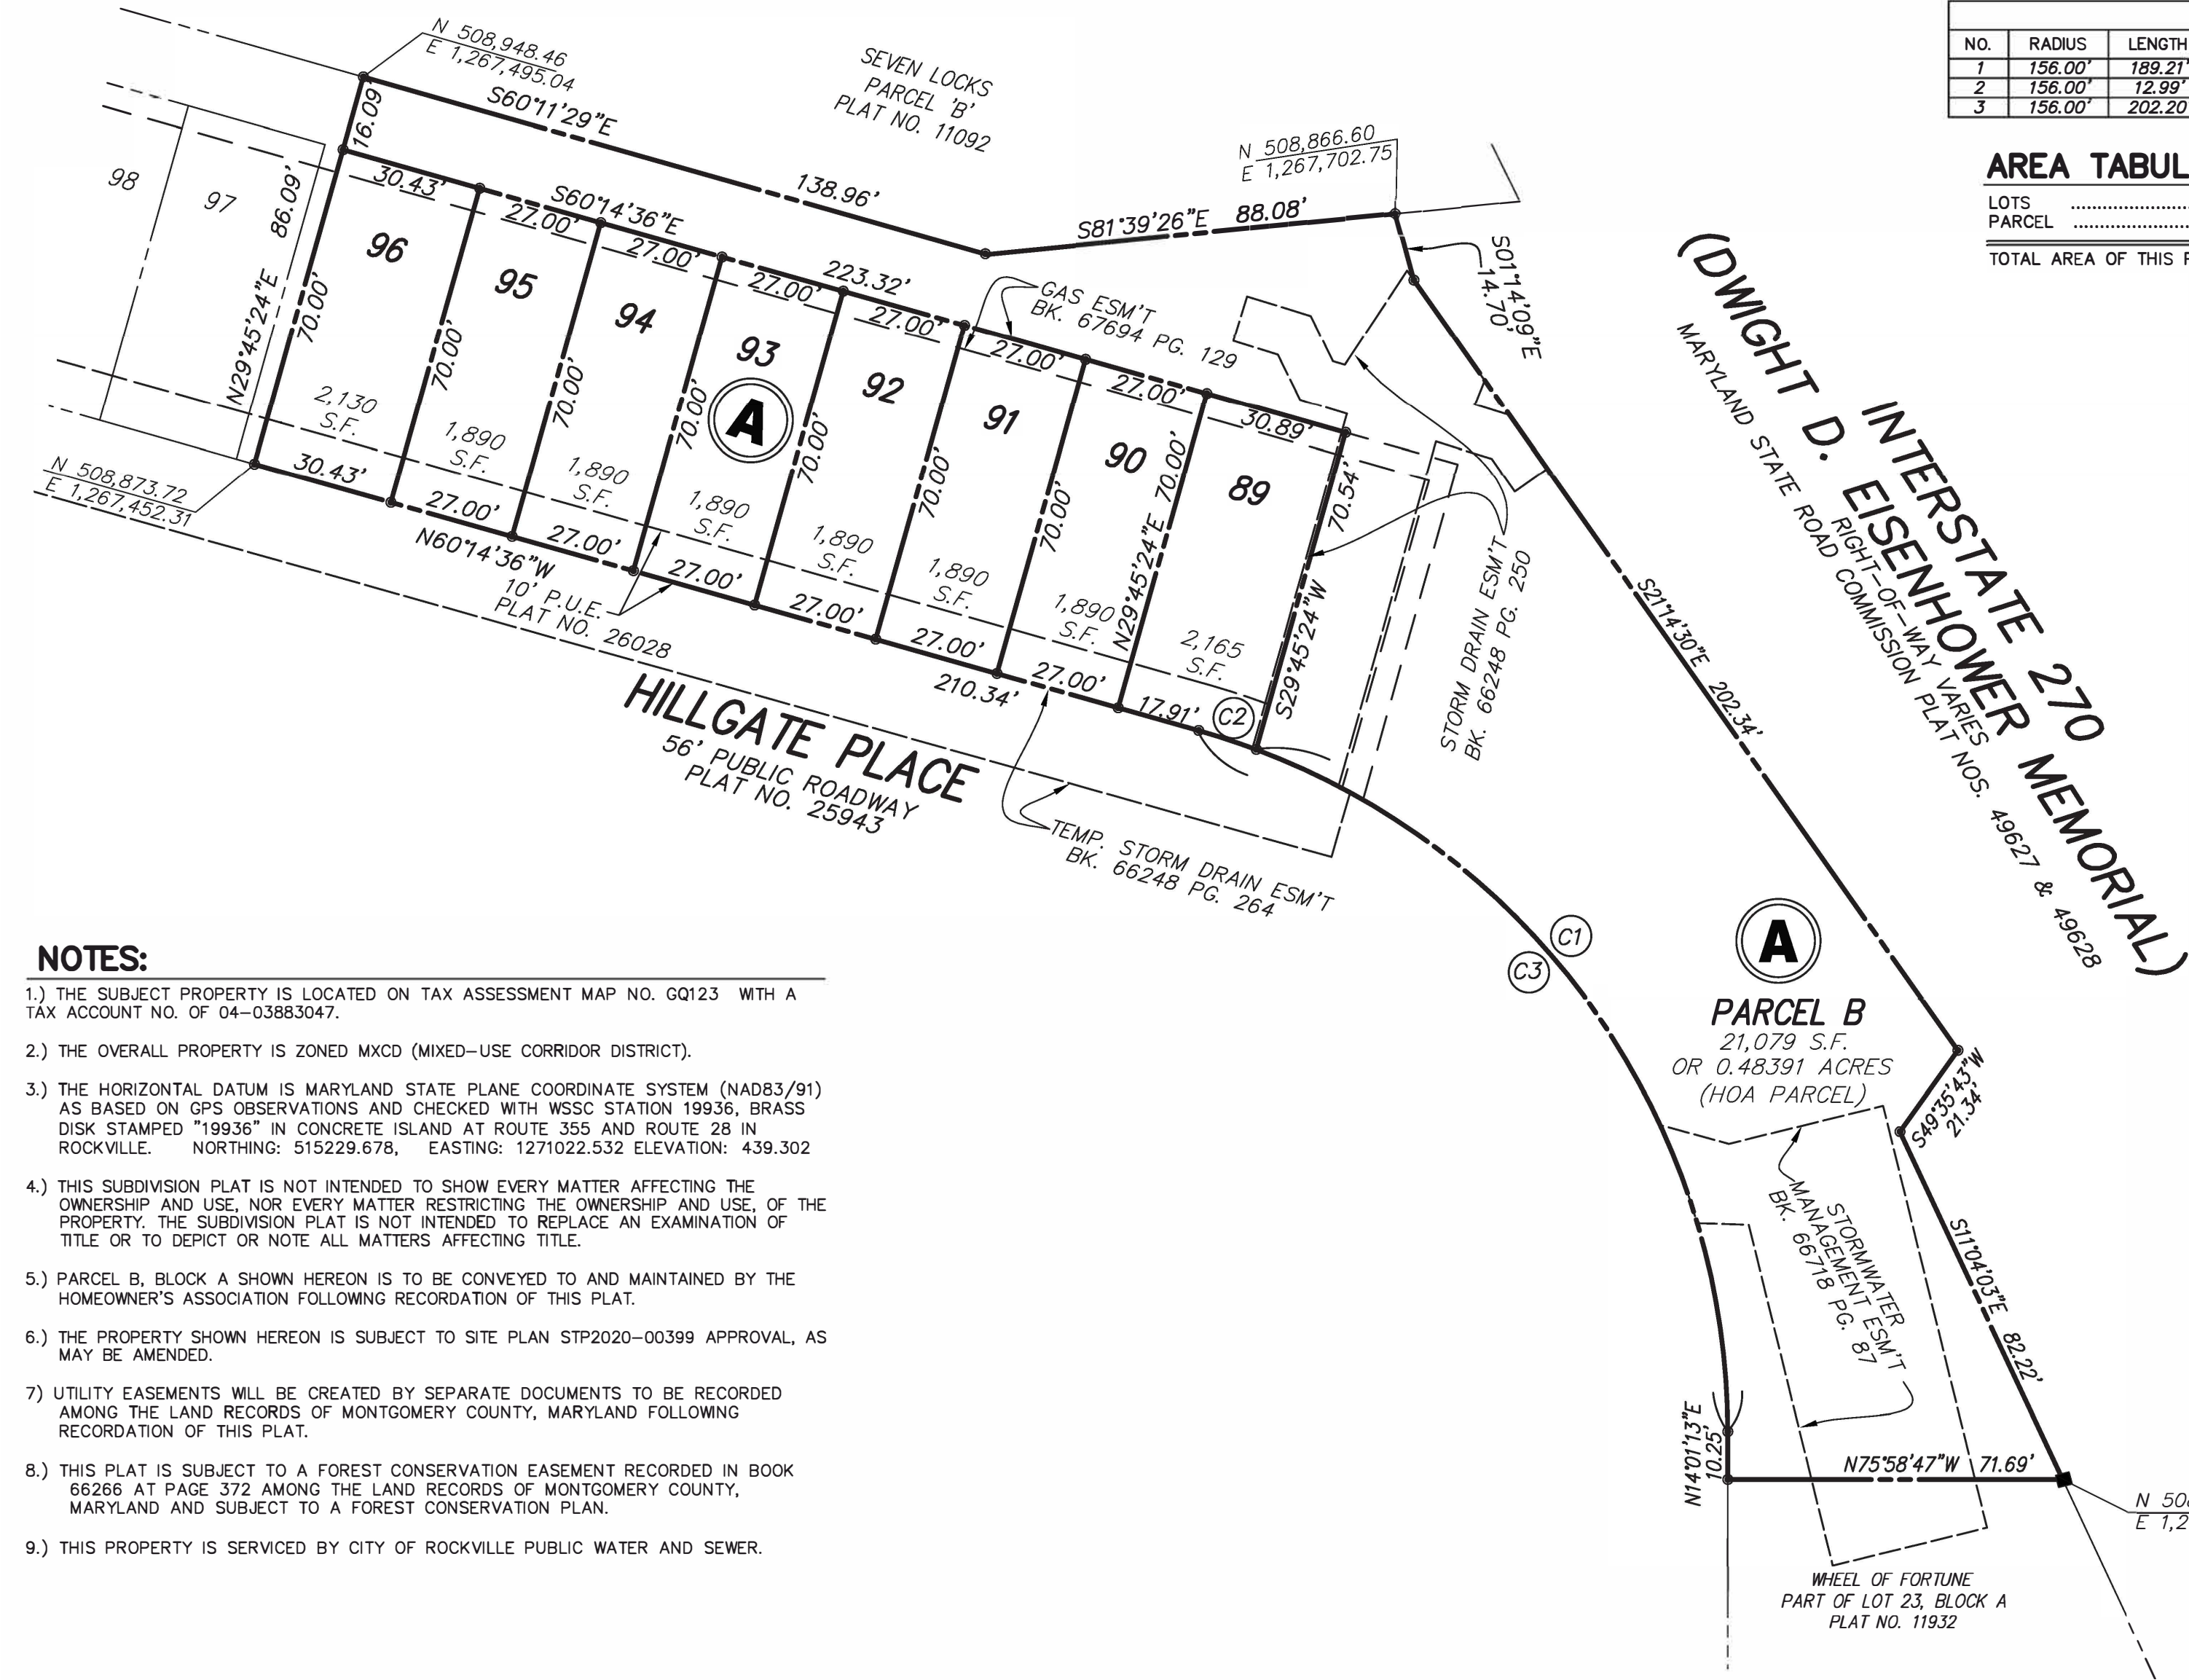 NO.
RADIUS
LENGTH
1
156.00'
189.21'
2
156.00'
12.99'
3
156.00'
202.20'
AREA TABUL
LOTS
PARCEL
TOTAL AREA OF THIS P
N 508,948.46
E 1,267,495.04
SEVEN LOCKS
PARCEL 'B'
PLAT NO. 11092
S60°11'29"E
138.96'
N 508,866.60
E 1,267,702.75
S81°39'26"E 88.08'
S01°14'09"E
14.70'
16.09'
86.09'
N29°45'24"E
98
97
30.43'
27.00'
S60°14'36"E
27.00'
27.00'
223.32'
27.00'
27.00'
27.00'
30.89'
GAS ESM'T
BK. 67694 PG. 129
96
95
94
93
92
91
90
89
A
70.00'
70.00'
70.00'
70.00'
70.00'
70.00'
70.00'
N29°45'24"E 70.00'
70.54'
S29°45'24"W
2,130
S.F.
1,890
S.F.
1,890
S.F.
1,890
S.F.
1,890
S.F.
1,890
S.F.
1,890
S.F.
2,165
S.F.
N 508,873.72
E 1,267,452.31
30.43'
27.00'
27.00'
27.00'
27.00'
27.00'
27.00'
17.91'
C2
N60°14'36"W
210.34'
10' P.U.E.
PLAT NO. 26028
HILLGATE PLACE
56' PUBLIC ROADWAY
PLAT NO. 25943
TEMP. STORM DRAIN ESM'T
BK. 66248 PG. 264
STORM DRAIN ESM'T
BK. 66248 PG. 250
INTERSTATE 270
(DWIGHT D. EISENHOWER MEMORIAL)
RIGHT-OF-WAY VARIES
MARYLAND STATE ROAD COMMISSION PLAT NOS. 49627 & 49628
S21°14'30"E 202.34'
C1
C3
A
PARCEL B
21,079 S.F.
OR 0.48391 ACRES
(HOA PARCEL)
S49°35'43"W
21.34'
STORMWATER
MANAGEMENT ESM'T
BK. 66718 PG. 87
S11°04'03"E 82.22'
N14°01'13"E
10.25'
N75°58'47"W 71.69'
N 508
E 1,2
WHEEL OF FORTUNE
PART OF LOT 23, BLOCK A
PLAT NO. 11932
NOTES:
1.) THE SUBJECT PROPERTY IS LOCATED ON TAX ASSESSMENT MAP NO. GQ123 WITH A
TAX ACCOUNT NO. OF 04-03883047.
2.) THE OVERALL PROPERTY IS ZONED MXCD (MIXED-USE CORRIDOR DISTRICT).
3.) THE HORIZONTAL DATUM IS MARYLAND STATE PLANE COORDINATE SYSTEM (NAD83/91)
AS BASED ON GPS OBSERVATIONS AND CHECKED WITH WSSC STATION 19936, BRASS
DISK STAMPED "19936" IN CONCRETE ISLAND AT ROUTE 355 AND ROUTE 28 IN
ROCKVILLE. NORTHING: 515229.678, EASTING: 1271022.532 ELEVATION: 439.302
4.) THIS SUBDIVISION PLAT IS NOT INTENDED TO SHOW EVERY MATTER AFFECTING THE
OWNERSHIP AND USE, NOR EVERY MATTER RESTRICTING THE OWNERSHIP AND USE, OF THE
PROPERTY. THE SUBDIVISION PLAT IS NOT INTENDED TO REPLACE AN EXAMINATION OF
TITLE OR TO DEPICT OR NOTE ALL MATTERS AFFECTING TITLE.
5.) PARCEL B, BLOCK A SHOWN HEREON IS TO BE CONVEYED TO AND MAINTAINED BY THE
HOMEOWNER'S ASSOCIATION FOLLOWING RECORDATION OF THIS PLAT.
6.) THE PROPERTY SHOWN HEREON IS SUBJECT TO SITE PLAN STP2020-00399 APPROVAL, AS
MAY BE AMENDED.
7) UTILITY EASEMENTS WILL BE CREATED BY SEPARATE DOCUMENTS TO BE RECORDED
AMONG THE LAND RECORDS OF MONTGOMERY COUNTY, MARYLAND FOLLOWING
RECORDATION OF THIS PLAT.
8.) THIS PLAT IS SUBJECT TO A FOREST CONSERVATION EASEMENT RECORDED IN BOOK
66266 AT PAGE 372 AMONG THE LAND RECORDS OF MONTGOMERY COUNTY,
MARYLAND AND SUBJECT TO A FOREST CONSERVATION PLAN.
9.) THIS PROPERTY IS SERVICED BY CITY OF ROCKVILLE PUBLIC WATER AND SEWER.